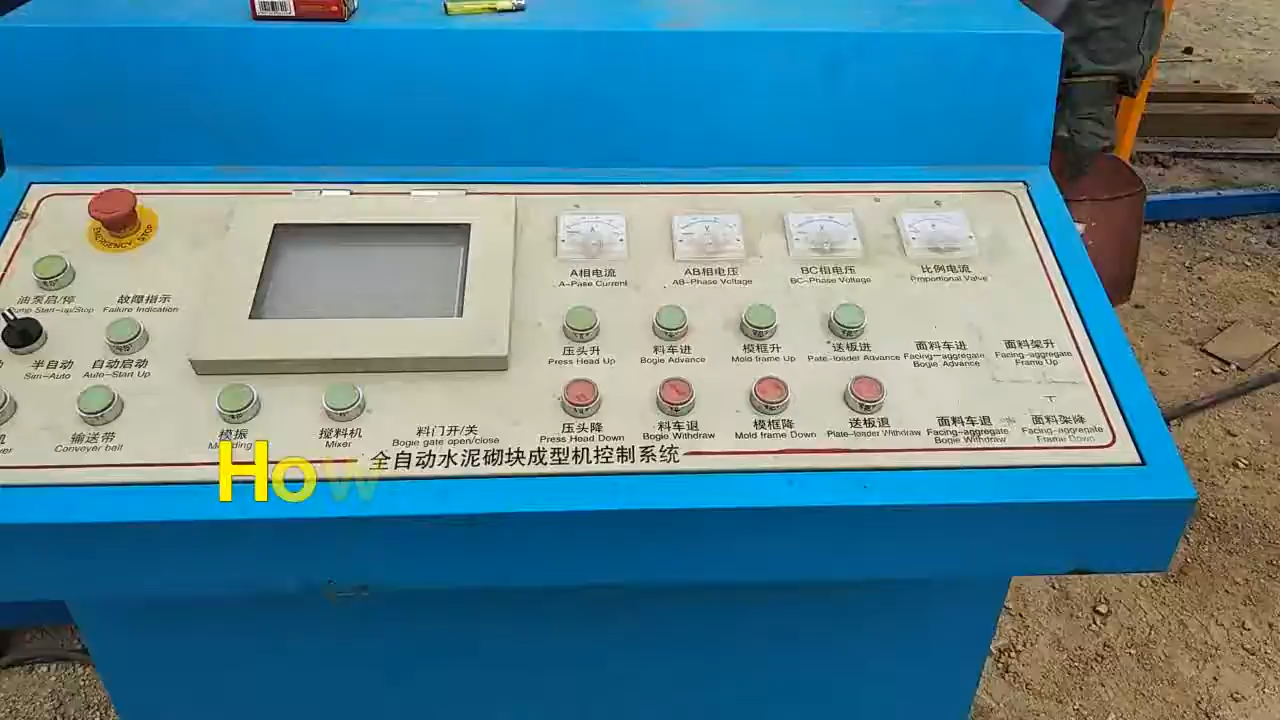 EMERGENCY STOP
A相电流
A-Pase Current
AB相电压
AB-Phase Voltage
BC相电压
BC-Phase Voltage
比例电流
Proportional Valve
油泵启/停
Pump Start-up/Stop
故障指示
Failure Indication
压头升
Press Head Up
料车进
Bogie Advance
模框升
Mold frame Up
送板进
Pate-loader Advance
面料车进
Facing-aggregate
Bogie Advance
面料架升
Facing-aggregate
Frame Up
半自动
Sim-Auto
自动启动
Auto-Start Up
输送带
Conveyer belt
模振
搅料机
Mixer
料门开/关
Bogie gate open/close
压头降
Press Head Down
料车退
Bogie Withdraw
模框降
Mold frame Down
送板退
Plate-loader Withdraw
面料车退
Facing-aggregate
Bogie Withdraw
面料架降
Facing-aggregate
Frame Down
全自动水泥砌块成型机控制系统
How